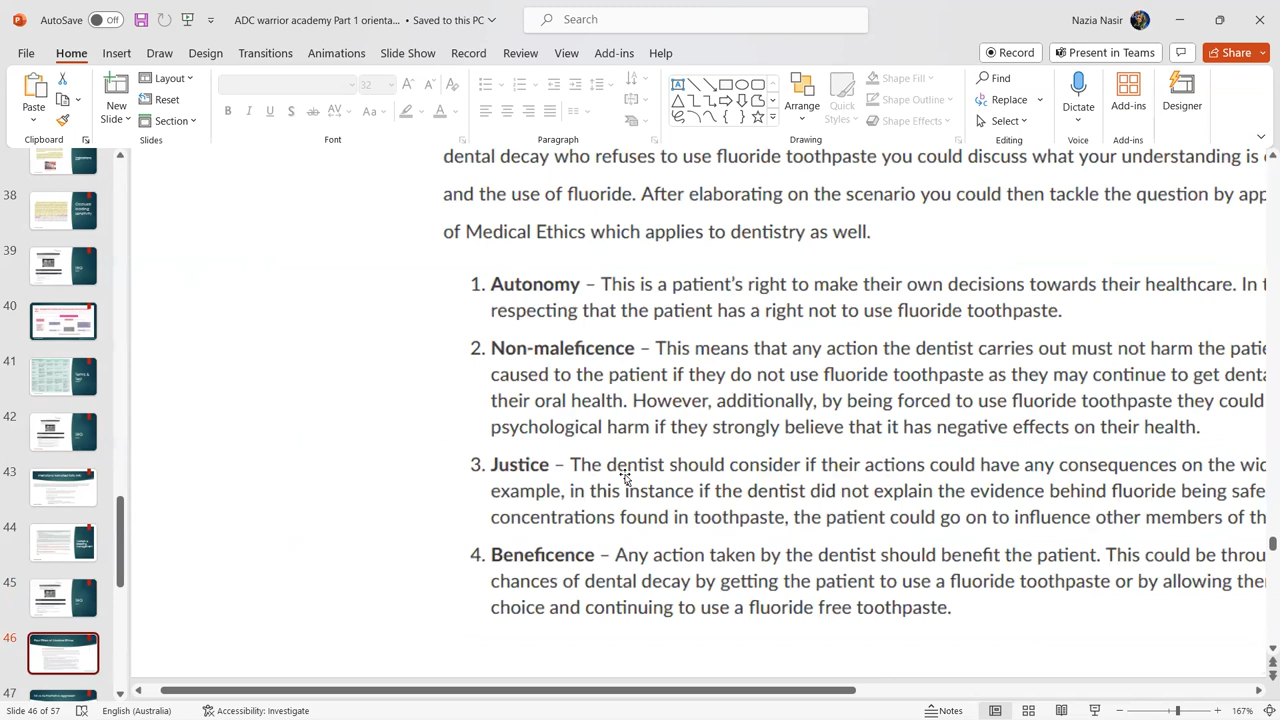 AutoSave Off ADC warrior academy Part 1 orienta... • Saved to this PC Search Nazia Nasir
File Home Insert Draw Design Transitions Animations Slide Show Record Review View Add-ins Help Record Present in Teams Share
Paste New Slide Layout Reset Section 32 Shape Fill Shape Outline Shape Effects Arrange Quick Styles Find Replace Select Dictate Add-ins Designer
B I U S ab AV Aa A
Clipboard Slides Font Paragraph Drawing Editing Voice Add-ins
dental decay who refuses to use fluoride toothpaste you could discuss what your understanding is
and the use of fluoride. After elaborating on the scenario you could then tackle the question by
of Medical Ethics which applies to dentistry as well.
1. Autonomy – This is a patient's right to make their own decisions towards their healthcare. In
respecting that the patient has a right not to use fluoride toothpaste.
2. Non-maleficence – This means that any action the dentist carries out must not harm the
caused to the patient if they do not use fluoride toothpaste as they may continue to get
their oral health. However, additionally, by being forced to use fluoride toothpaste they could
psychological harm if they strongly believe that it has negative effects on their health.
3. Justice – The dentist should consider if their actions could have any consequences on the
example, in this instance if the dentist did not explain the evidence behind fluoride being safe
concentrations found in toothpaste, the patient could go on to influence other members of
4. Beneficence – Any action taken by the dentist should benefit the patient. This could be
chances of dental decay by getting the patient to use a fluoride toothpaste or by allowing
choice and continuing to use a fluoride free toothpaste.
38
39
40
41
42
43
44
45
46
47
Slide 46 of 57 English (Australia) Accessibility: Investigate Notes 167%